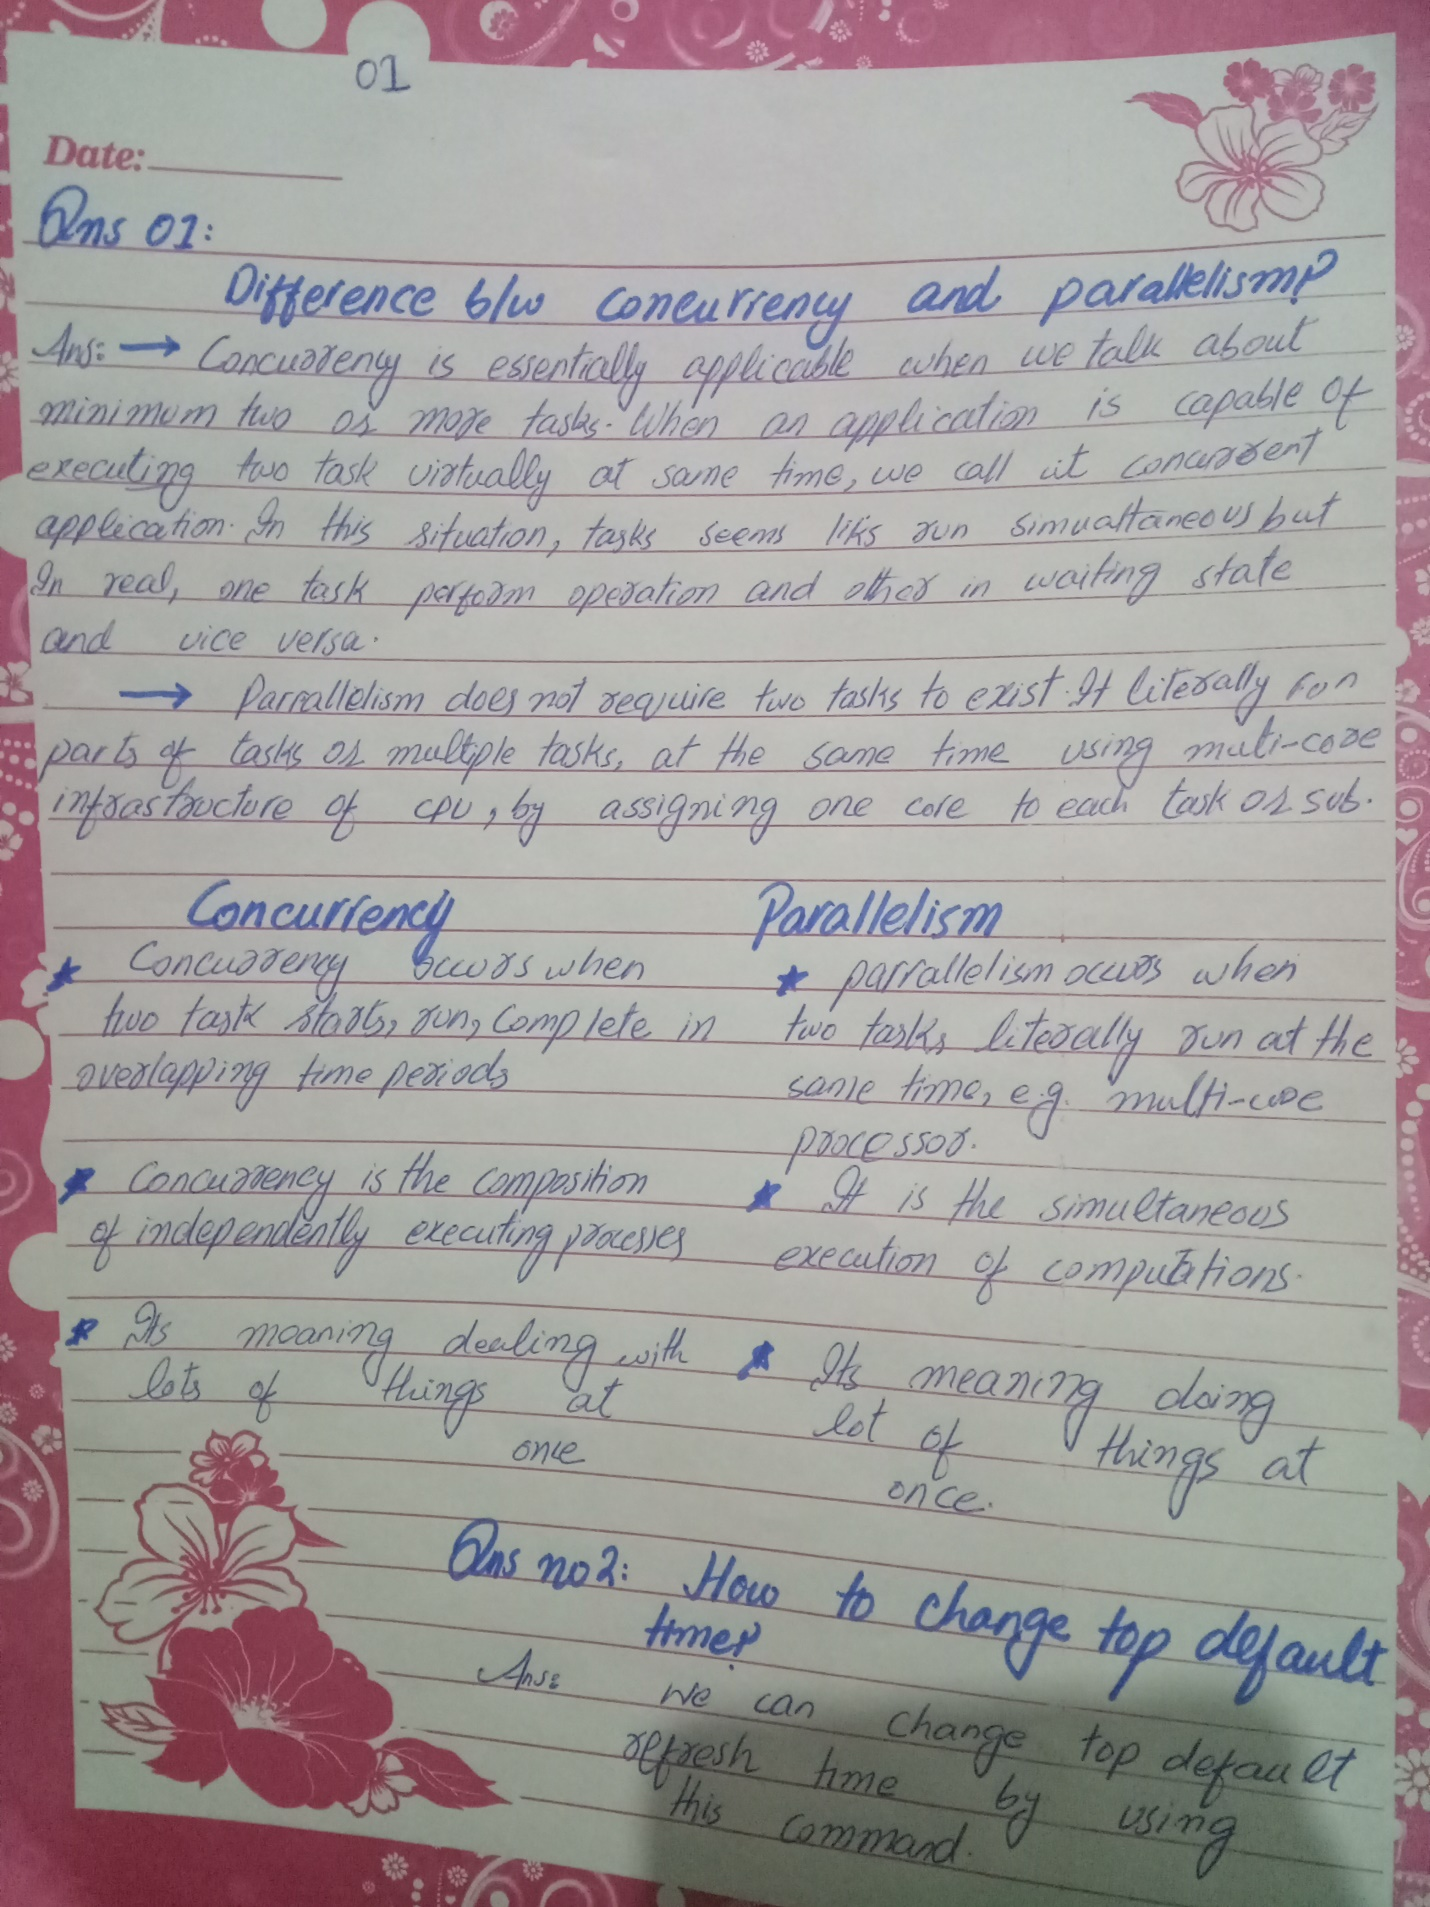 01
Date:
Qns 01:
Difference b/w Concurrency and parallelism?
Ans: → Concurrency is essentially applicable when we talk about
minimum two or more tasks. When an application is capable of
executing two task virtually at same time, we call it concurrent
application. In this situation, tasks seems like run simualtaneous but
In real, one task perform operation and other in waiting state
and vice versa.
→ Parrallelism does not require two tasks to exist. It literally run
parts of tasks or multiple tasks, at the same time using multi-core
infrastructure of CPU, by assigning one core to each task or sub.
Concurrency Parallelism
★ Concurrency occurs when
two task starts, run, complete in
overlapping time periods
★ parrallelism occurs when
two tasks literally run at the
same time, e.g. multi-core
processor.
★ Concurrency is the composition
of independently executing processes
★ It is the simultaneous
execution of computations.
★ Its meaning dealing with
lots of things at
once
★ Its meaning doing
lot of things at
once.
Qns no2: How to change top default
time?
Ans: We can change top default
refresh time by using
this command.